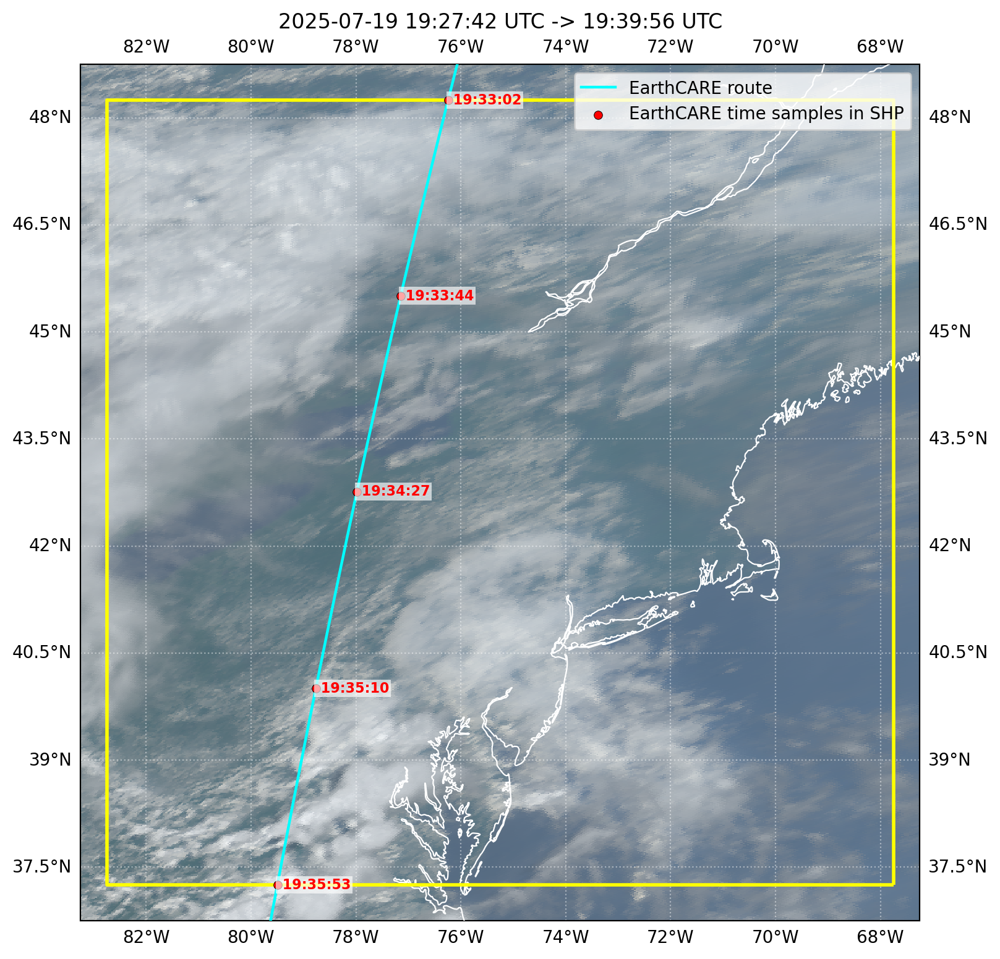 2025-07-19 19:27:42 UTC -> 19:39:56 UTC
82°W 80°W 78°W 76°W 74°W 72°W 70°W 68°W
EarthCARE route
EarthCARE time samples in SHP
19:33:02
48°N 48°N
46.5°N 46.5°N
19:33:44
45°N 45°N
43.5°N 43.5°N
19:34:27
42°N 42°N
40.5°N 40.5°N
19:35:10
39°N 39°N
37.5°N 37.5°N
19:35:53
82°W 80°W 78°W 76°W 74°W 72°W 70°W 68°W